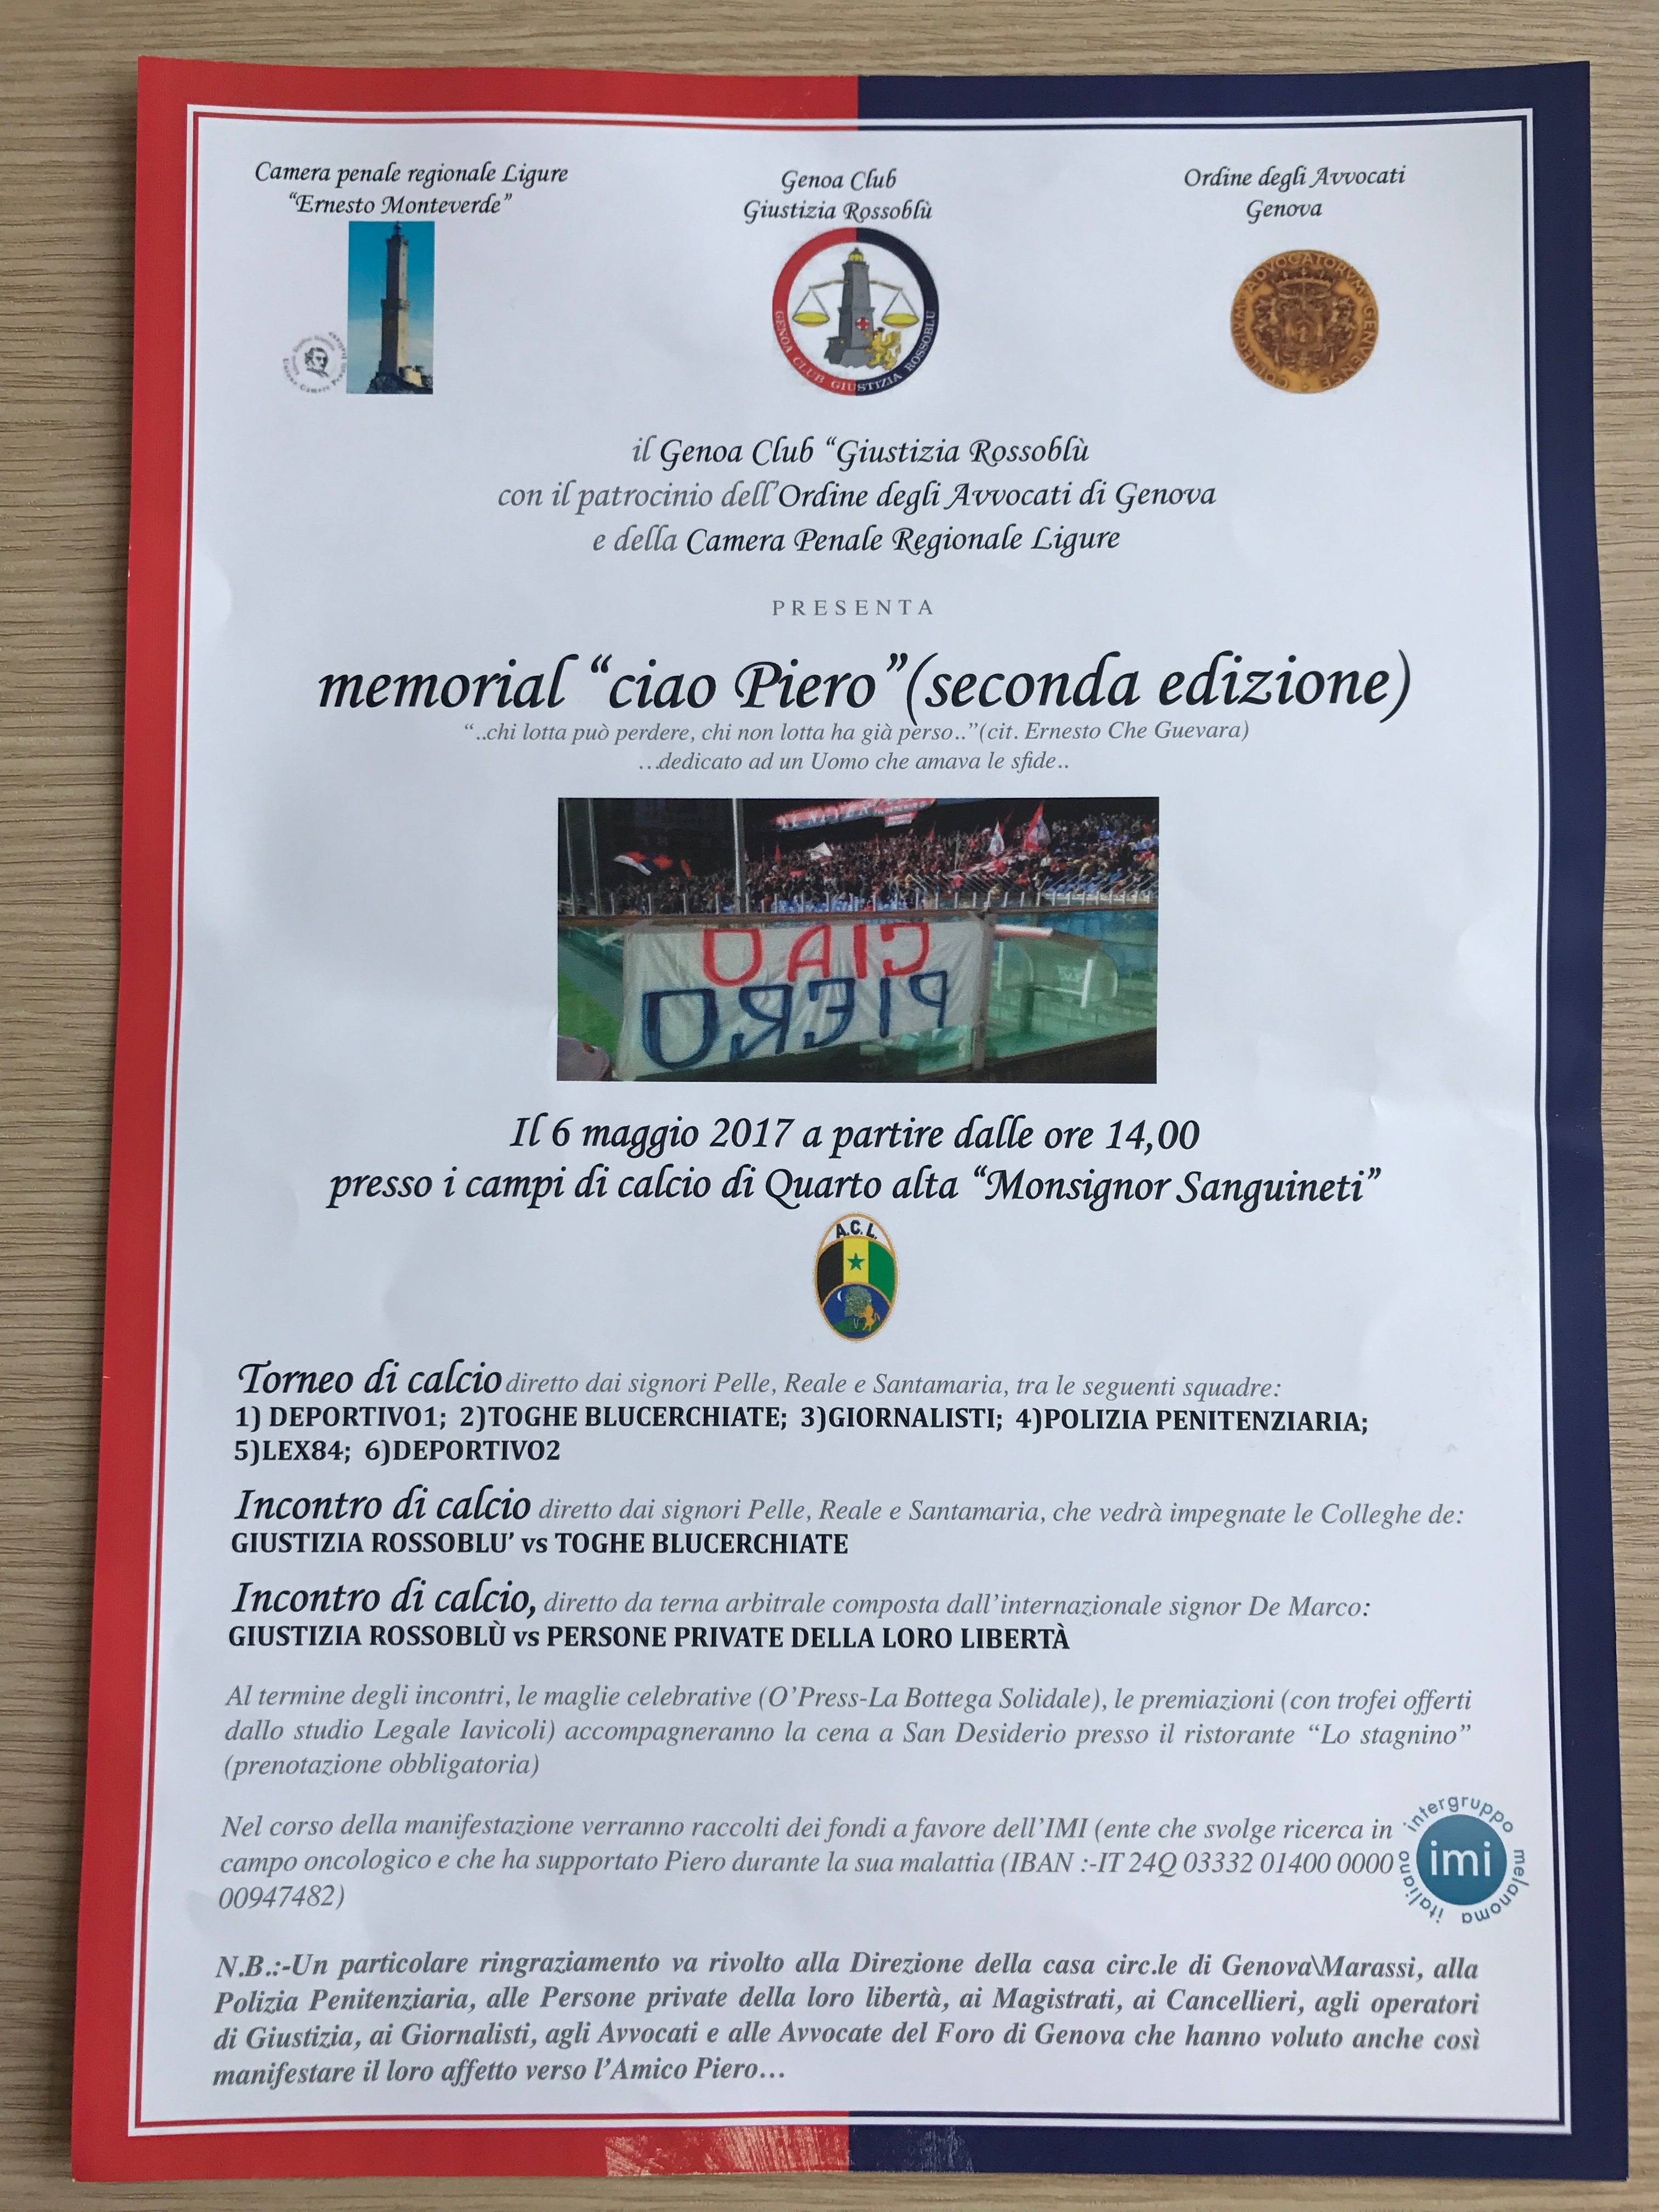 Camera penale regionale Ligure
"Ernesto Monteverde"
Genoa Club
Giustizia Rossoblù
Ordine degli Avvocati
Genova
GENOA CLUB GIUSTIZIA ROSSOBLU
COLLEGIVM ADVOCATORVM GENVENSE
il Genoa Club "Giustizia Rossoblù
con il patrocinio dell'Ordine degli Avvocati di Genova
e della Camera Penale Regionale Ligure
PRESENTA
memorial "ciao Piero"(seconda edizione)
"..chi lotta può perdere, chi non lotta ha già perso.."(cit. Ernesto Che Guevara)
…dedicato ad un Uomo che amava le sfide..
CIAO
PIERO
Il 6 maggio 2017 a partire dalle ore 14,00
presso i campi di calcio di Quarto alta "Monsignor Sanguineti"
A.C.L.
Torneo di calcio diretto dai signori Pelle, Reale e Santamaria, tra le seguenti squadre:
1) DEPORTIVO1; 2)TOGHE BLUCERCHIATE; 3)GIORNALISTI; 4)POLIZIA PENITENZIARIA;
5)LEX84; 6)DEPORTIVO2
Incontro di calcio diretto dai signori Pelle, Reale e Santamaria, che vedrà impegnate le Colleghe de:
GIUSTIZIA ROSSOBLU' vs TOGHE BLUCERCHIATE
Incontro di calcio, diretto da terna arbitrale composta dall'internazionale signor De Marco:
GIUSTIZIA ROSSOBLÙ vs PERSONE PRIVATE DELLA LORO LIBERTÀ
Al termine degli incontri, le maglie celebrative (O'Press-La Bottega Solidale), le premiazioni (con trofei offerti
dallo studio Legale Iavicoli) accompagneranno la cena a San Desiderio presso il ristorante "Lo stagnino"
(prenotazione obbligatoria)
Nel corso della manifestazione verranno raccolti dei fondi a favore dell'IMI (ente che svolge ricerca in
campo oncologico e che ha supportato Piero durante la sua malattia (IBAN :-IT 24Q 03332 01400 0000
00947482)
intergruppo melanoma italiano
imi
N.B.:-Un particolare ringraziamento va rivolto alla Direzione della casa circ.le di Genova\Marassi, alla
Polizia Penitenziaria, alle Persone private della loro libertà, ai Magistrati, ai Cancellieri, agli operatori
di Giustizia, ai Giornalisti, agli Avvocati e alle Avvocate del Foro di Genova che hanno voluto anche così
manifestare il loro affetto verso l'Amico Piero…